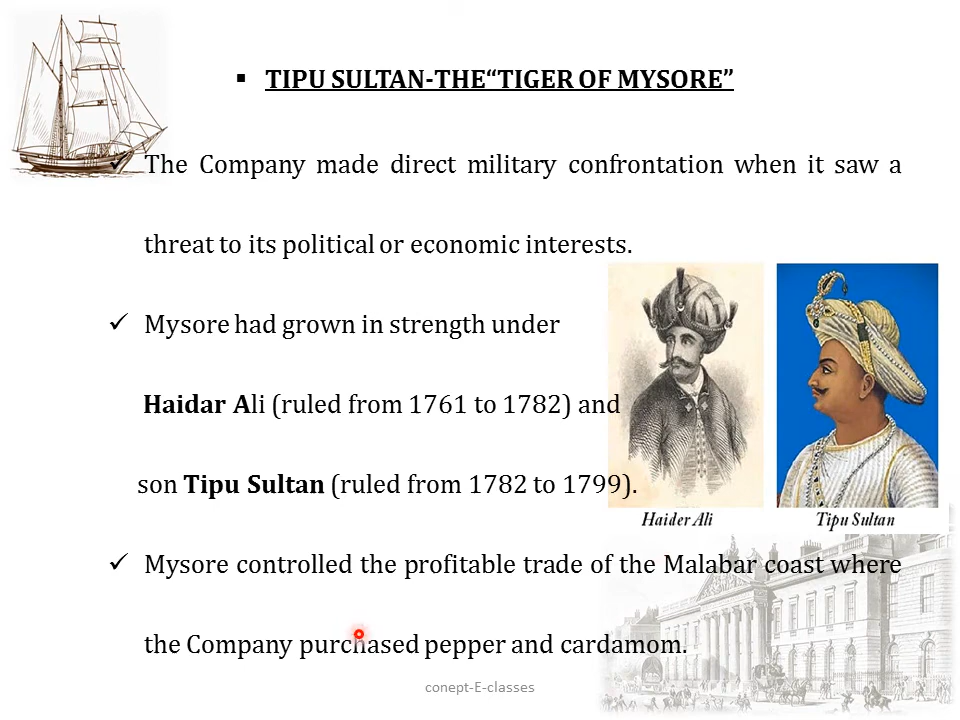 ▪ TIPU SULTAN-THE“TIGER OF MYSORE”
✓ The Company made direct military confrontation when it saw a
threat to its political or economic interests.
✓ Mysore had grown in strength under
Haidar Ali (ruled from 1761 to 1782) and
son Tipu Sultan (ruled from 1782 to 1799).
Haider Ali
Tipu Sultan
✓ Mysore controlled the profitable trade of the Malabar coast where
the Company purchased pepper and cardamom.
conept-E-classes